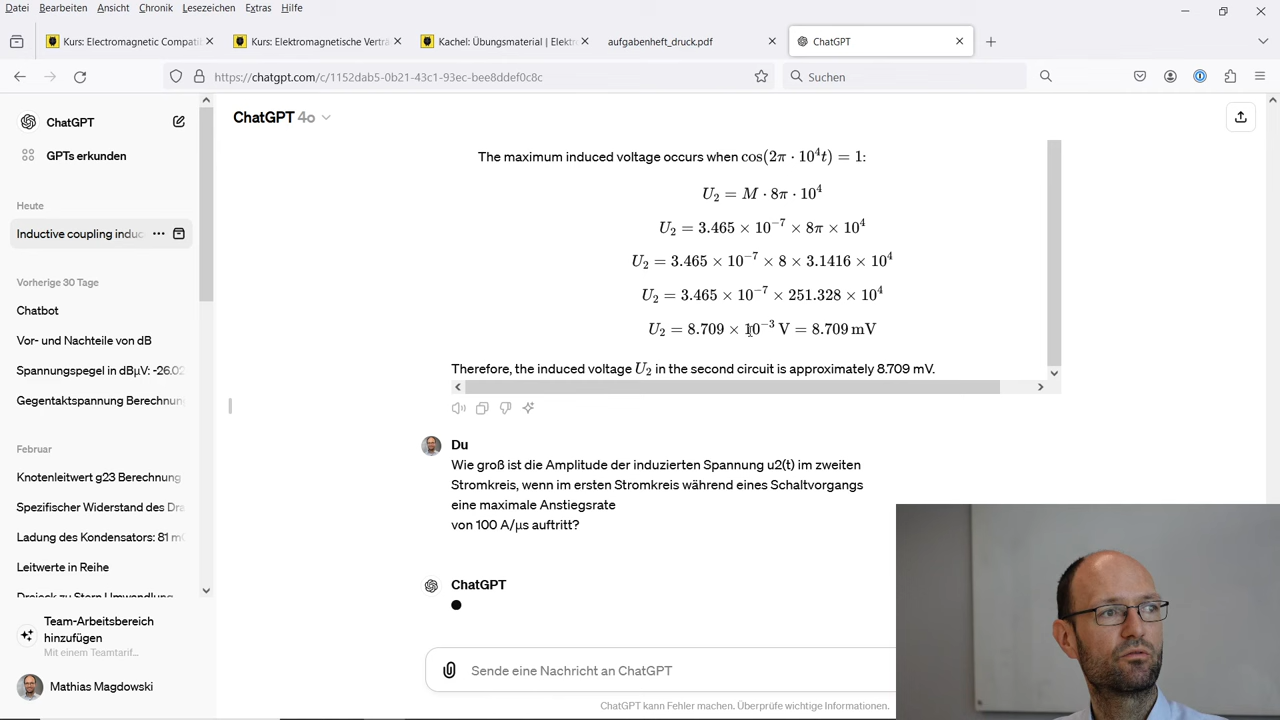 Datei Bearbeiten Ansicht Chronik Lesezeichen Extras Hilfe
Kurs: Electromagnetic Compatil
Kurs: Elektromagnetische Verträ
Kachel: Übungsmaterial | Elektr
aufgabenheft_druck.pdf
ChatGPT
https://chatgpt.com/c/1152dab5-0b21-43c1-93ec-bee8ddef0c8c
Suchen
ChatGPT
GPTs erkunden
Heute
Inductive coupling induc
Vorherige 30 Tage
Chatbot
Vor- und Nachteile von dB
Spannungspegel in dBμV: -26.02
Gegentaktspannung Berechnun
Februar
Knotenleitwert g23 Berechnung
Spezifischer Widerstand des Dra
Ladung des Kondensators: 81 m
Leitwerte in Reihe
Dreieck zu Stern Umwandlung
Team-Arbeitsbereich
hinzufügen
Mit einem Teamtarif...
Mathias Magdowski
ChatGPT 4o
The maximum induced voltage occurs when cos(2π · 10⁴t) = 1:
U₂ = M · 8π · 10⁴
U₂ = 3.465 × 10⁻⁷ × 8π × 10⁴
U₂ = 3.465 × 10⁻⁷ × 8 × 3.1416 × 10⁴
U₂ = 3.465 × 10⁻⁷ × 251.328 × 10⁴
U₂ = 8.709 × 10⁻³ V = 8.709 mV
Therefore, the induced voltage U₂ in the second circuit is approximately 8.709 mV.
Du
Wie groß ist die Amplitude der induzierten Spannung u2(t) im zweiten
Stromkreis, wenn im ersten Stromkreis während eines Schaltvorgangs
eine maximale Anstiegsrate
von 100 A/μs auftritt?
ChatGPT
Sende eine Nachricht an ChatGPT
ChatGPT kann Fehler machen. Überprüfe wichtige Informationen.